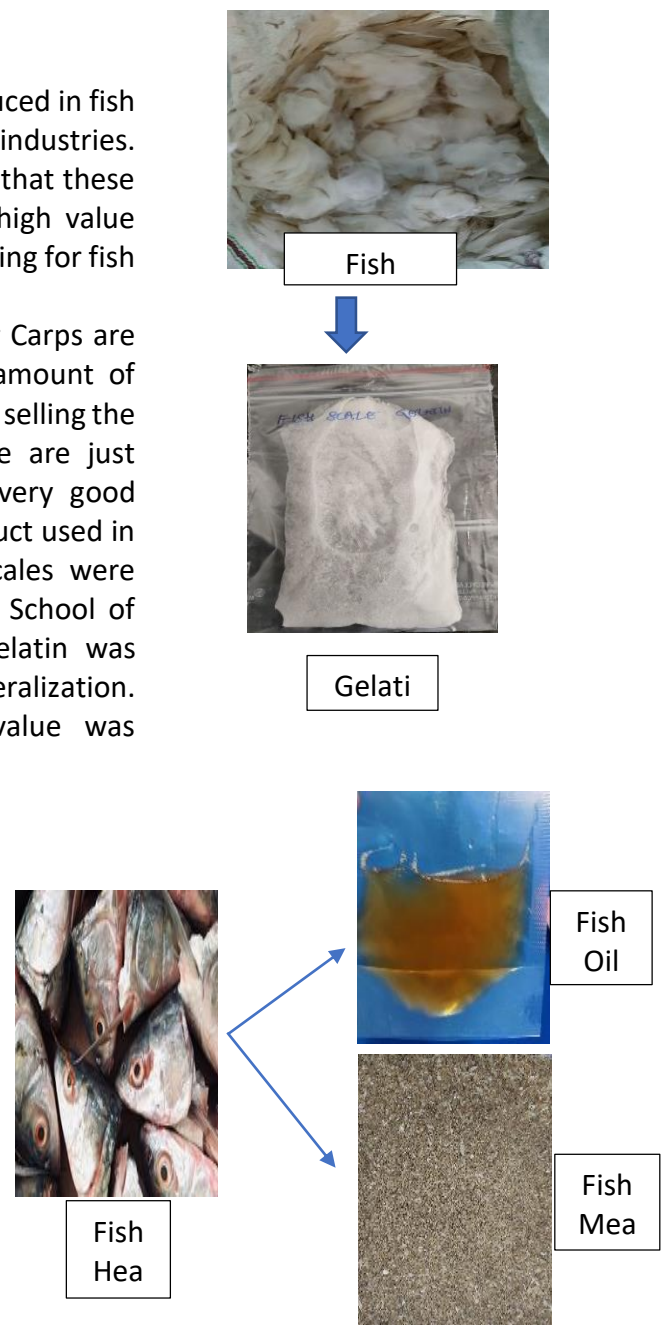 uced in fish
industries.
that these
high value
ing for fish
Carps are
amount of
selling the
e are just
very good
uct used in
cales were
School of
elatin was
eralization.
value was
Fish
FISH SCALE GELATIN
Gelati
Fish
Oil
Fish
Hea
Fish
Mea